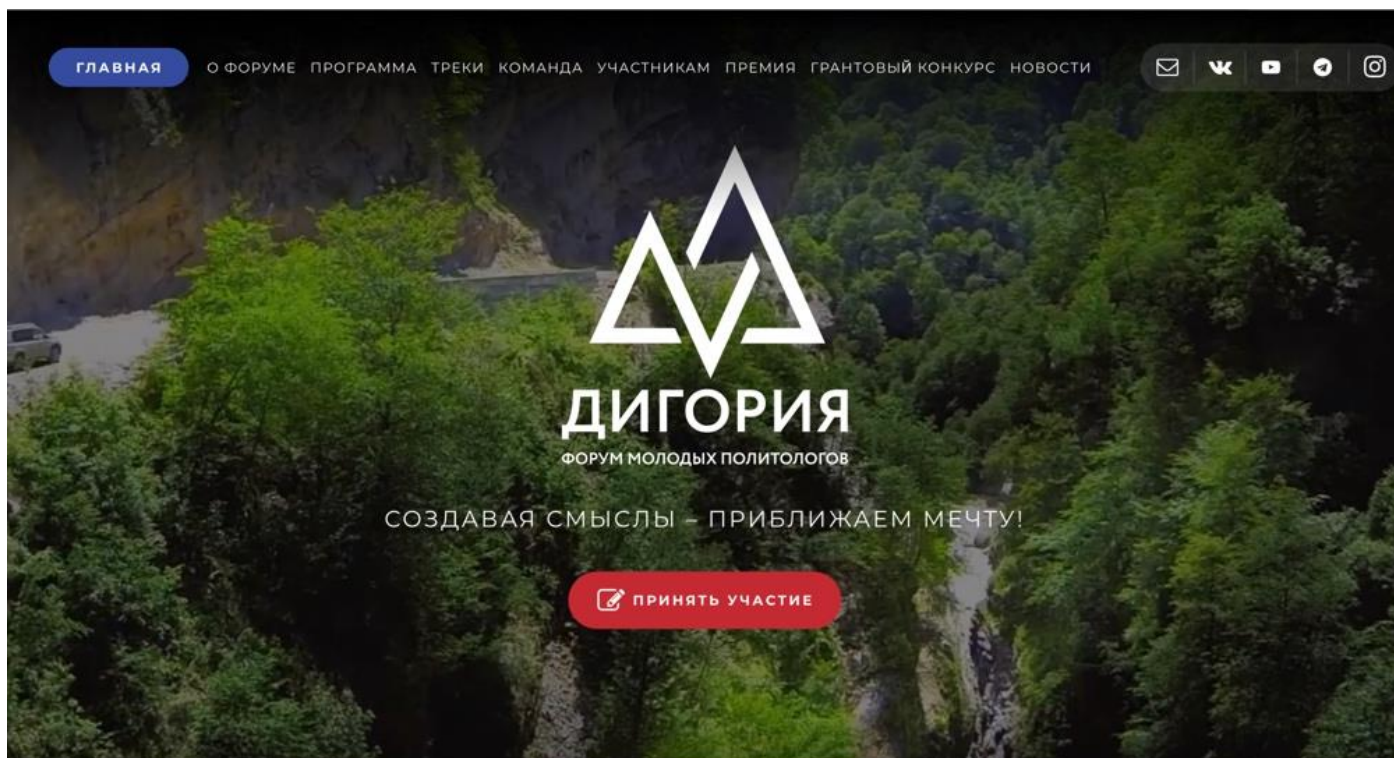 ГЛАВНАЯ О ФОРУМЕ ПРОГРАММА ТРЕКИ КОМАНДА УЧАСТНИКАМ ПРЕМИЯ ГРАНТОВЫЙ КОНКУРС НОВОСТИ
ДИГОРИЯ
ФОРУМ МОЛОДЫХ ПОЛИТОЛОГОВ
СОЗДАВАЯ СМЫСЛЫ – ПРИБЛИЖАЕМ МЕЧТУ!
ПРИНЯТЬ УЧАСТИЕ